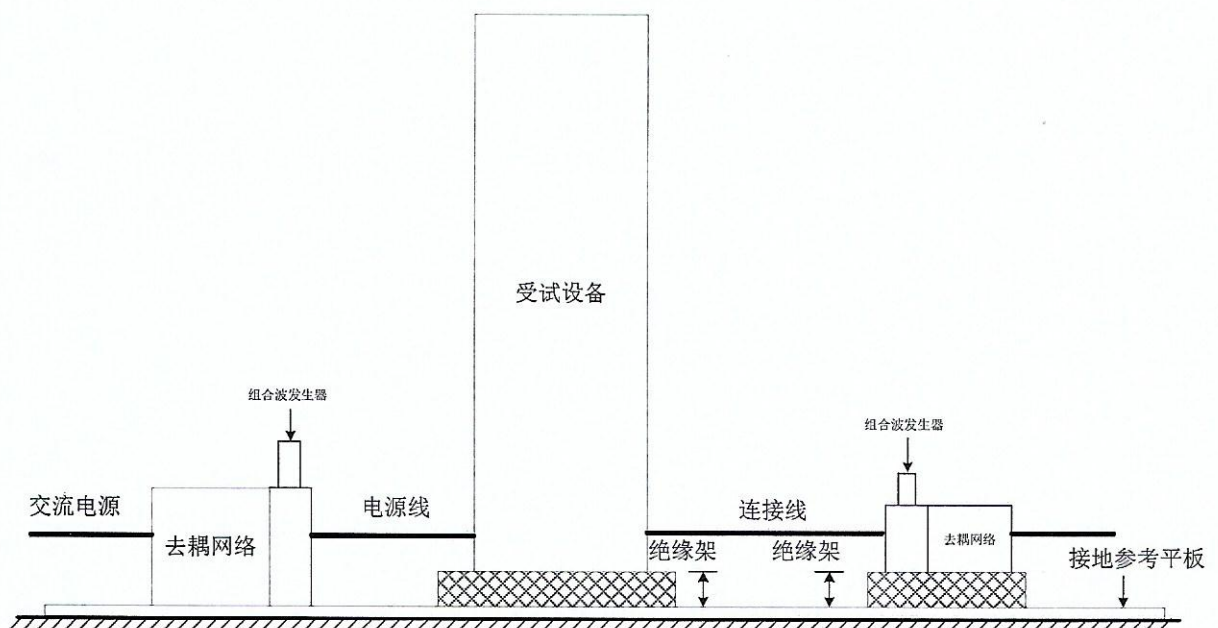 受试设备
组合波发生器
组合波发生器
交流电源
电源线
连接线
去耦网络
去耦网络
绝缘架
绝缘架
接地参考平板